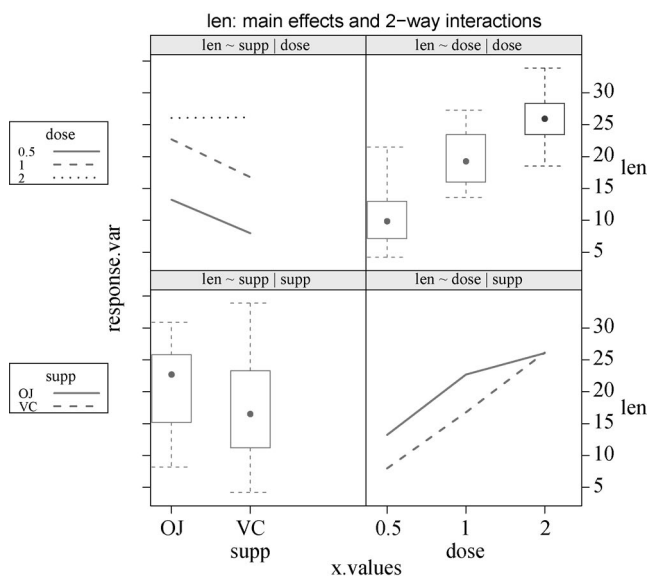 len: main effects and 2−way interactions
len ~ supp | dose
len ~ dose | dose
dose
0.5
1
2
30
25
20
15
10
5
len
response.var
len ~ supp | supp
len ~ dose | supp
supp
OJ
VC
30
25
20
15
10
5
len
OJ VC
supp
0.5 1 2
dose
x.values